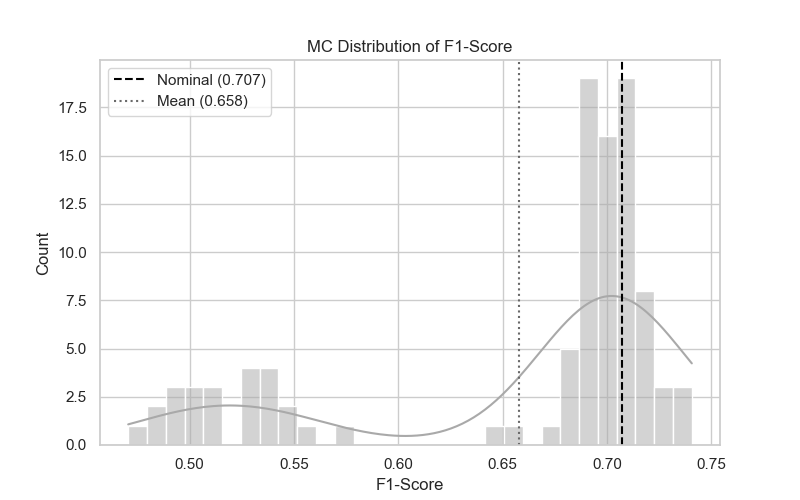 MC Distribution of F1-Score
Nominal (0.707)
Mean (0.658)
17.5
15.0
12.5
10.0
7.5
5.0
2.5
0.0
Count
0.50 0.55 0.60 0.65 0.70 0.75
F1-Score